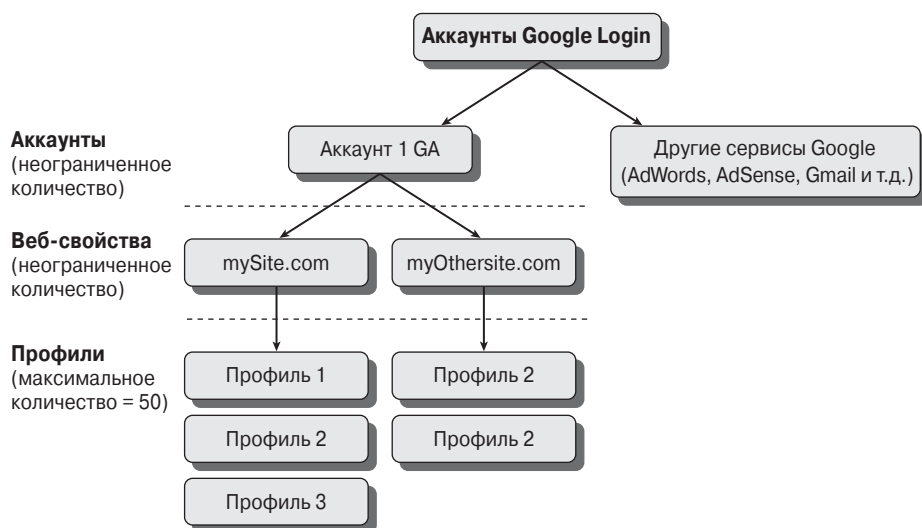 Аккаунты Google Login
Аккаунты
(неограниченное
количество)
Аккаунт 1 GA
Другие сервисы Google
(AdWords, AdSense, Gmail и т.д.)
Веб-свойства
(неограниченное
количество)
mySite.com
myOthersite.com
Профили
(максимальное
количество = 50)
Профиль 1
Профиль 2
Профиль 2
Профиль 2
Профиль 3